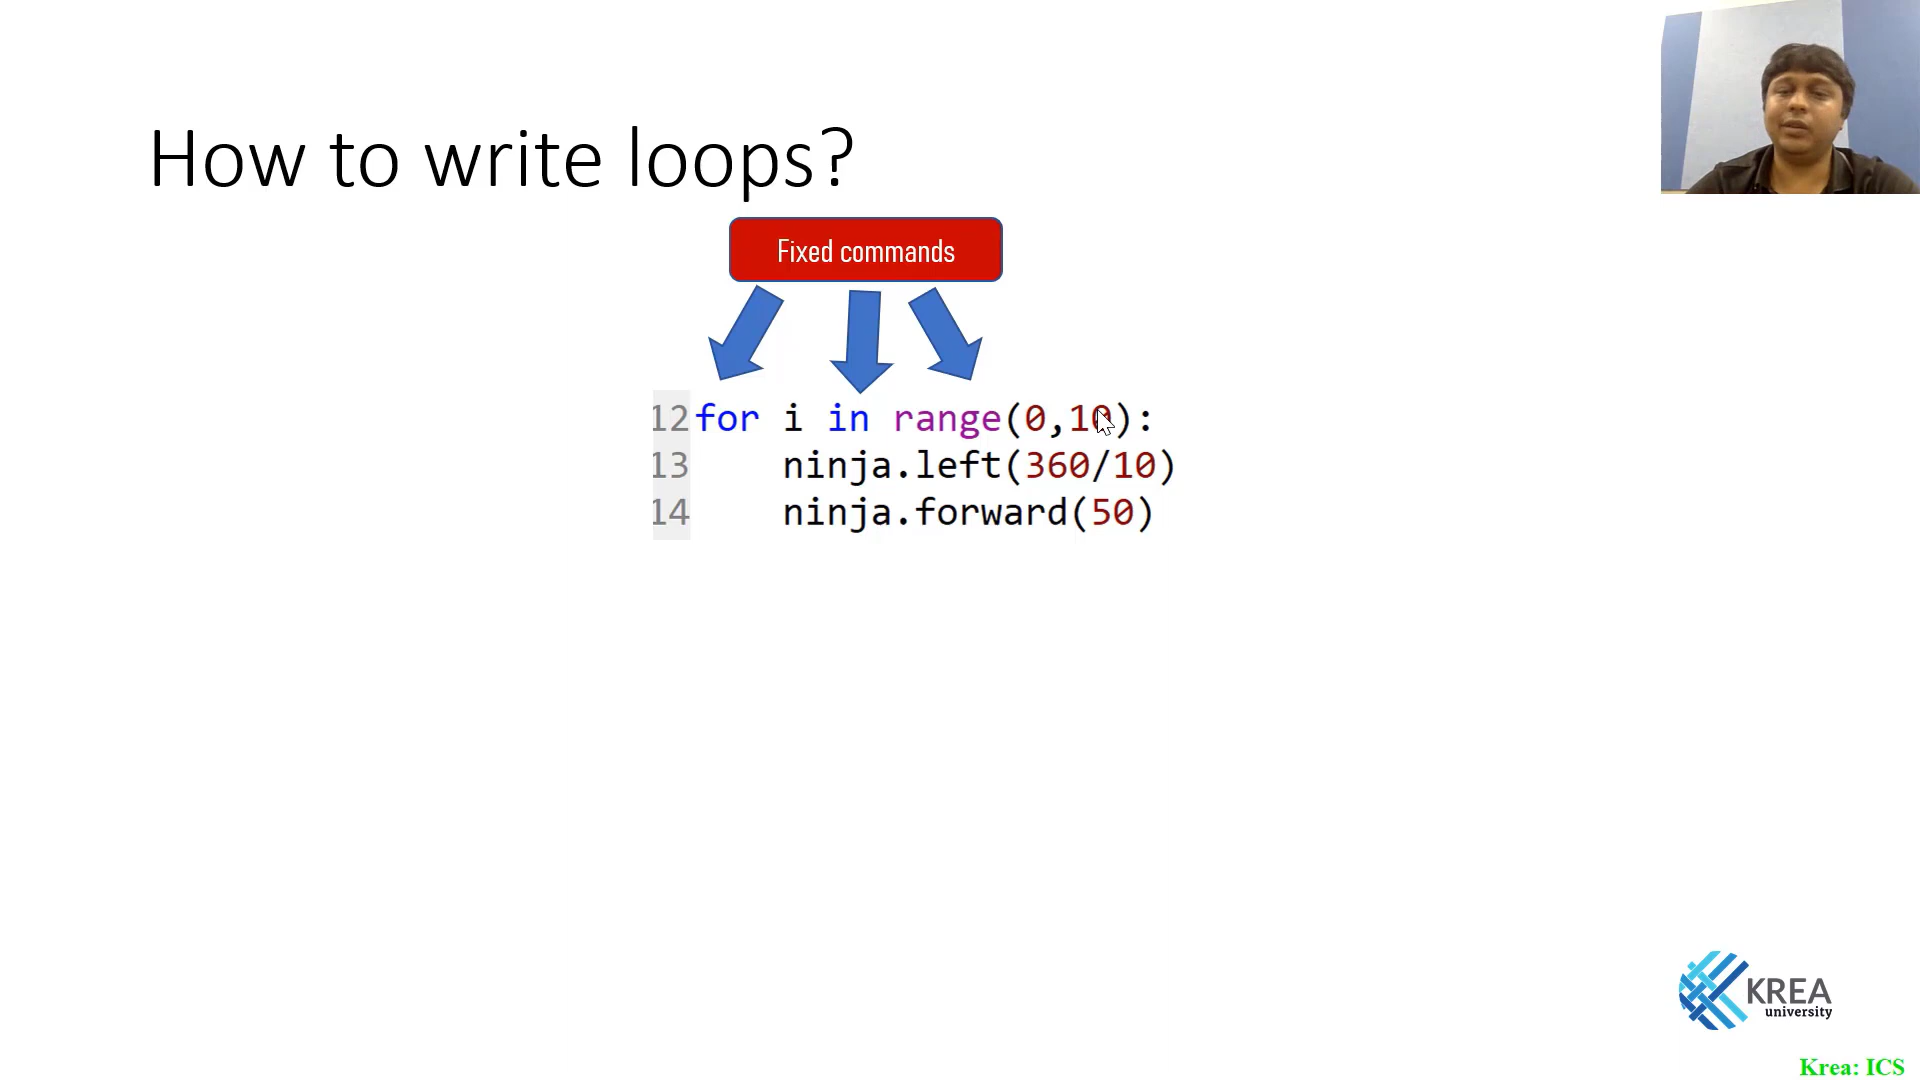 How to write loops?
Fixed commands
12 for i in range(0,10):
13 ninja.left(360/10)
14 ninja.forward(50)
KREA
university
Krea: ICS